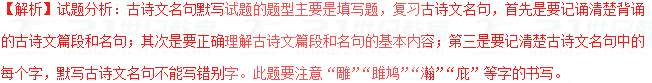 【解析】试题分析：古诗文名句默写试题的题型主要是填写题，复习古诗文名句，首先是要记诵清楚背诵
的古诗文篇段和名句；其次是要正确理解古诗文篇段和名句的基本内容；第三是要记清楚古诗文名句中的
每个字，默写古诗文名句不能写错别字。此题要注意“雕”“雎鸠”“瀚”“庇”等字的书写。